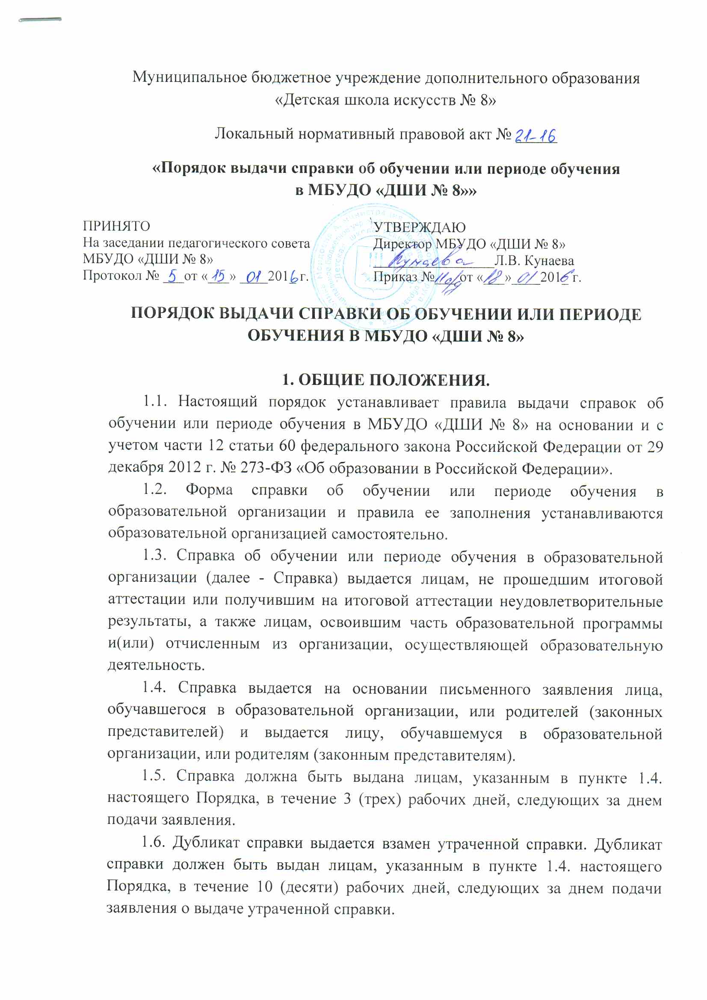 Муниципальное бюджетное учреждение дополнительного образования
«Детская школа искусств № 8»
Локальный нормативный правовой акт № 21-16
«Порядок выдачи справки об обучении или периоде обучения
в МБУДО «ДШИ № 8»»
ПРИНЯТО
На заседании педагогического совета
МБУДО «ДШИ № 8»
Протокол № 5 от «15» 01 2016 г.
УТВЕРЖДАЮ
Директор МБУДО «ДШИ № 8»
Кунаева Л.В. Кунаева
Приказ № от «18» 01 2016 г.
ПОРЯДОК ВЫДАЧИ СПРАВКИ ОБ ОБУЧЕНИИ ИЛИ ПЕРИОДЕ
ОБУЧЕНИЯ В МБУДО «ДШИ № 8»
1. ОБЩИЕ ПОЛОЖЕНИЯ.
1.1. Настоящий порядок устанавливает правила выдачи справок об
обучении или периоде обучения в МБУДО «ДШИ № 8» на основании и с
учетом части 12 статьи 60 федерального закона Российской Федерации от 29
декабря 2012 г. № 273-ФЗ «Об образовании в Российской Федерации».
1.2. Форма справки об обучении или периоде обучения в
образовательной организации и правила ее заполнения устанавливаются
образовательной организацией самостоятельно.
1.3. Справка об обучении или периоде обучения в образовательной
организации (далее - Справка) выдается лицам, не прошедшим итоговой
аттестации или получившим на итоговой аттестации неудовлетворительные
результаты, а также лицам, освоившим часть образовательной программы
и(или) отчисленным из организации, осуществляющей образовательную
деятельность.
1.4. Справка выдается на основании письменного заявления лица,
обучавшегося в образовательной организации, или родителей (законных
представителей) и выдается лицу, обучавшемуся в образовательной
организации, или родителям (законным представителям).
1.5. Справка должна быть выдана лицам, указанным в пункте 1.4.
настоящего Порядка, в течение 3 (трех) рабочих дней, следующих за днем
подачи заявления.
1.6. Дубликат справки выдается взамен утраченной справки. Дубликат
справки должен быть выдан лицам, указанным в пункте 1.4. настоящего
Порядка, в течение 10 (десяти) рабочих дней, следующих за днем подачи
заявления о выдаче утраченной справки.